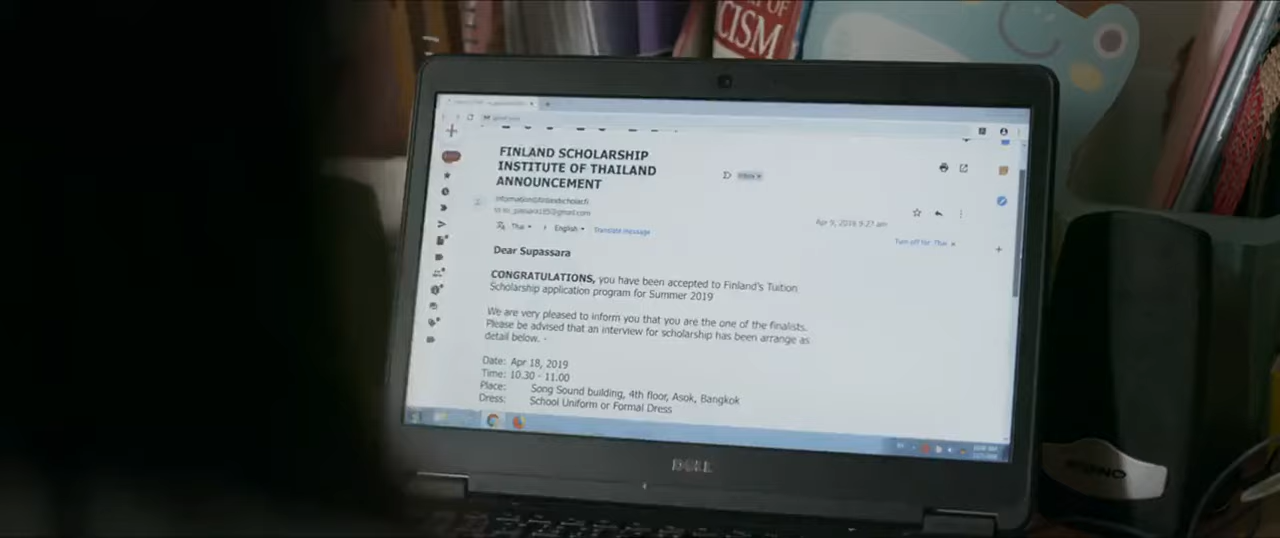 CISM
FINLAND SCHOLARSHIP
INSTITUTE OF THAILAND
ANNOUNCEMENT
Inbox
Apr 9, 2019 9:27 am
Thai
English
Translate message
Turn off for: Thai
Dear Supassara
CONGRATULATIONS, you have been accepted to Finland's Tuition
Scholarship application program for Summer 2019
We are very pleased to inform you that you are the one of the finalists.
Please be advised that an interview for scholarship has been arrange as
detail below. -
Date: Apr 18, 2019
Time: 10.30 - 11.00
Place: Song Sound building, 4th floor, Asok, Bangkok
Dress: School Uniform or Formal Dress
DELL